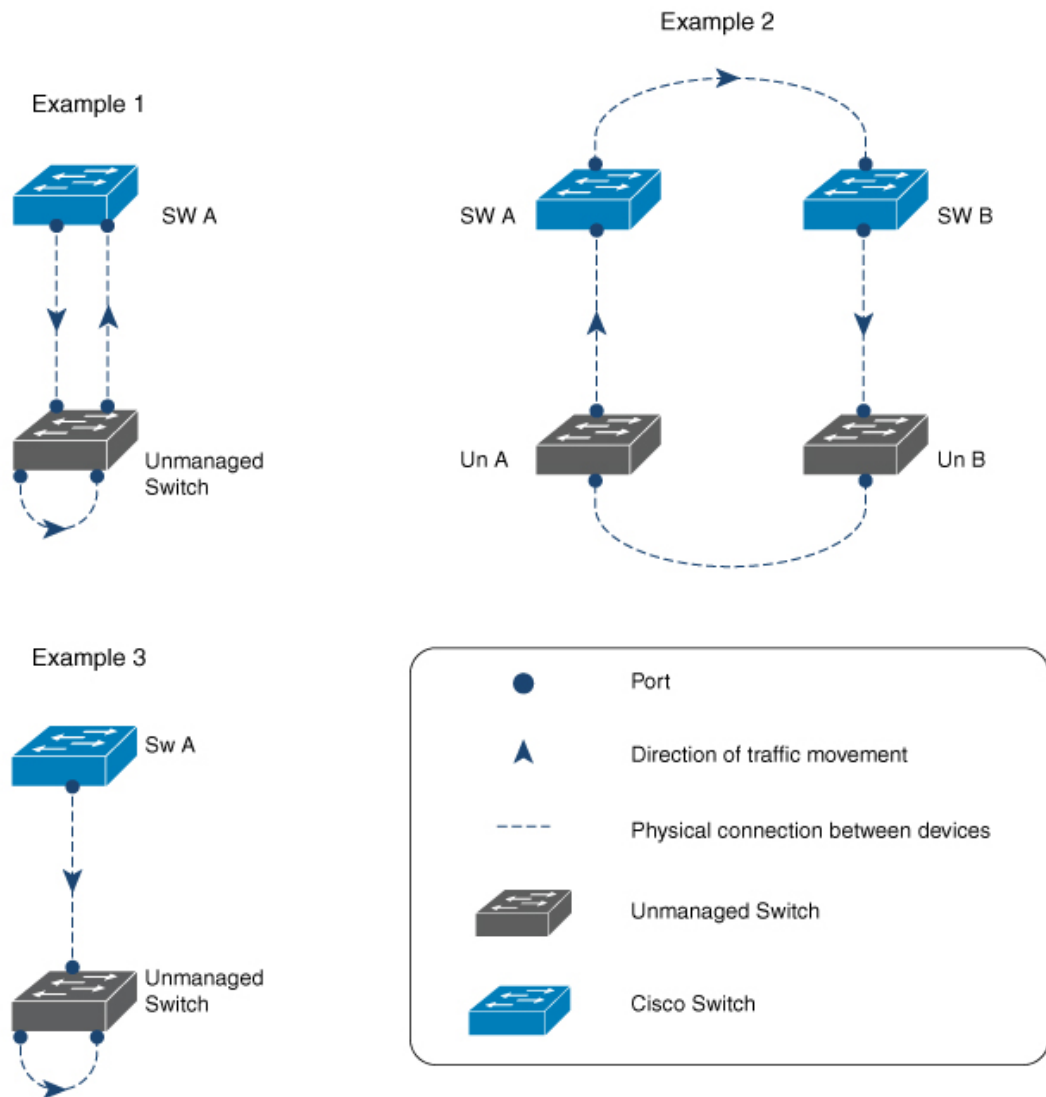 Example 1
SW A
Unmanaged
Switch
Example 2
SW A
SW B
Un A
Un B
Example 3
Sw A
Unmanaged
Switch
Port
Direction of traffic movement
Physical connection between devices
Unmanaged Switch
Cisco Switch